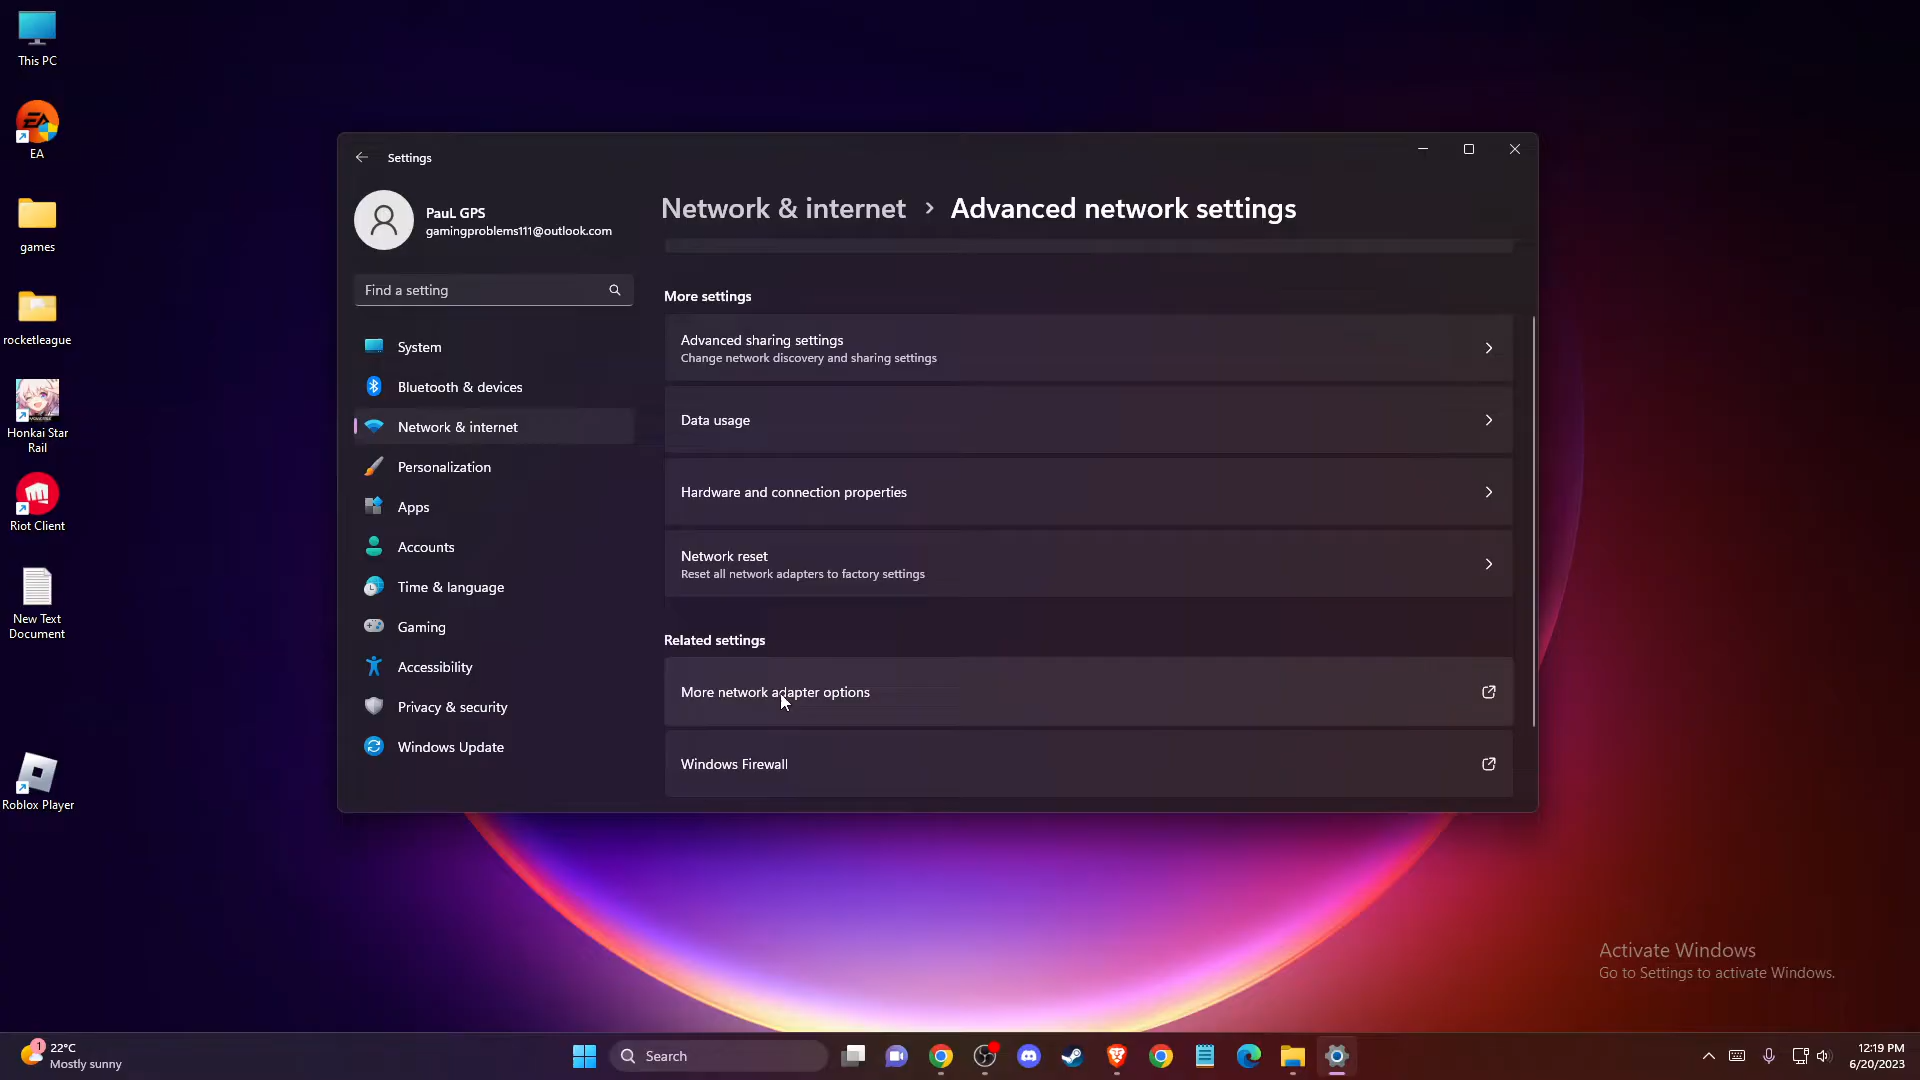 This PC
EA
games
rocketleague
Honkai Star
Rail
Riot Client
New Text
Document
Roblox Player
Settings
PauL GPS
gamingproblems111@outlook.com
Find a setting
System
Bluetooth & devices
Network & internet
Personalization
Apps
Accounts
Time & language
Gaming
Accessibility
Privacy & security
Windows Update
Network & internet > Advanced network settings
More settings
Advanced sharing settings
Change network discovery and sharing settings
Data usage
Hardware and connection properties
Network reset
Reset all network adapters to factory settings
Related settings
More network adapter options
Windows Firewall
Activate Windows
Go to Settings to activate Windows.
1
22°C
Mostly sunny
Search
12:19 PM
6/20/2023